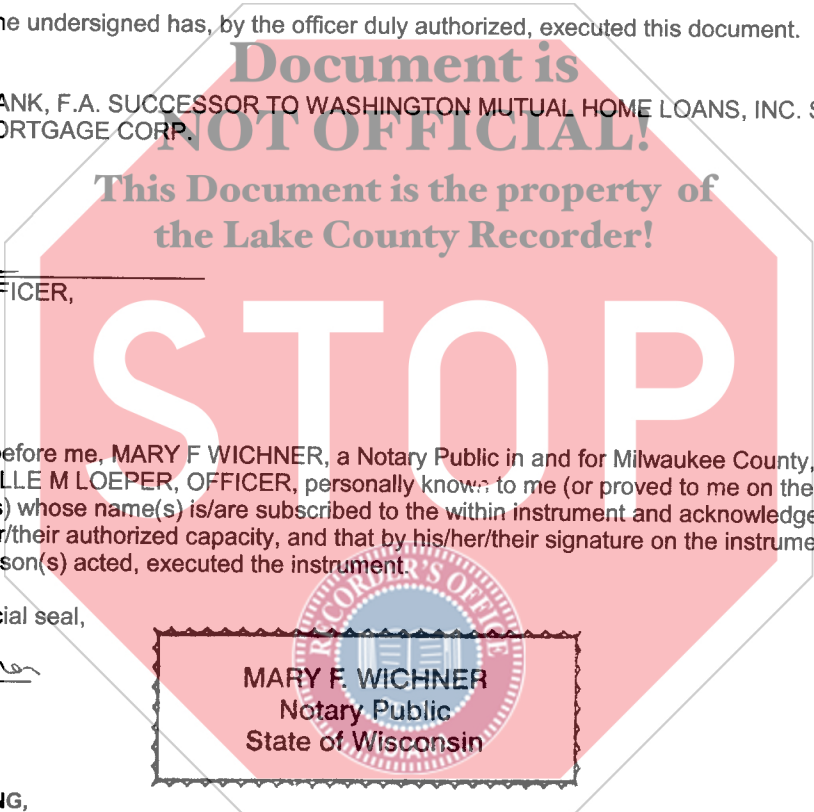 ne undersigned has, by the officer duly authorized, executed this document.
Document is
ANK, F.A. SUCCESSOR TO WASHINGTON MUTUAL HOME LOANS, INC. S
ORTGAGE CORP.
NOT OFFICIAL!
This Document is the property of
the Lake County Recorder!
FICER,
STOP
before me, MARY F WICHNER, a Notary Public in and for Milwaukee County,
LLE M LOEPER, OFFICER, personally known to me (or proved to me on the
s) whose name(s) is/are subscribed to the within instrument and acknowledge
r/their authorized capacity, and that by his/her/their signature on the instrume
son(s) acted, executed the instrument.
cial seal,
RECORDER'S OFFICE
MARY F. WICHNER
Notary Public
State of Wisconsin
NG,